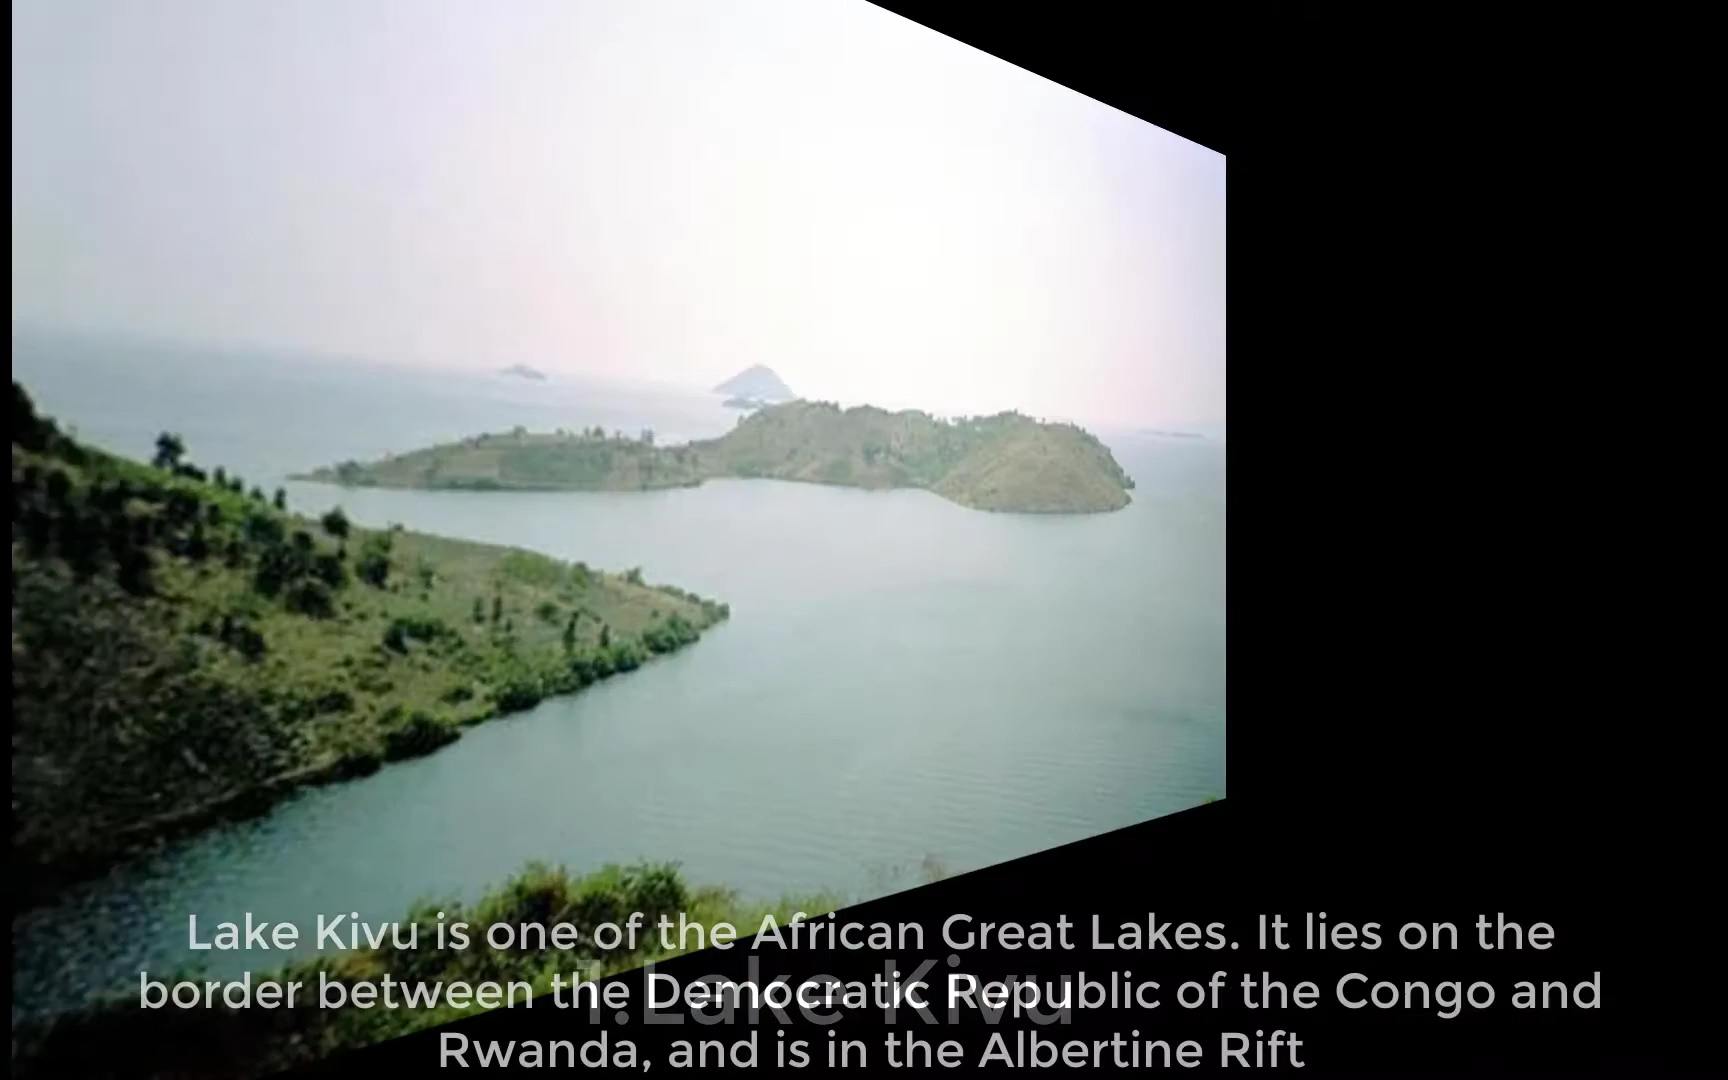 Lake Kivu is one of the African Great Lakes. It lies on the
1.Lake Kivu
border between the Democratic Republic of the Congo and
Rwanda, and is in the Albertine Rift